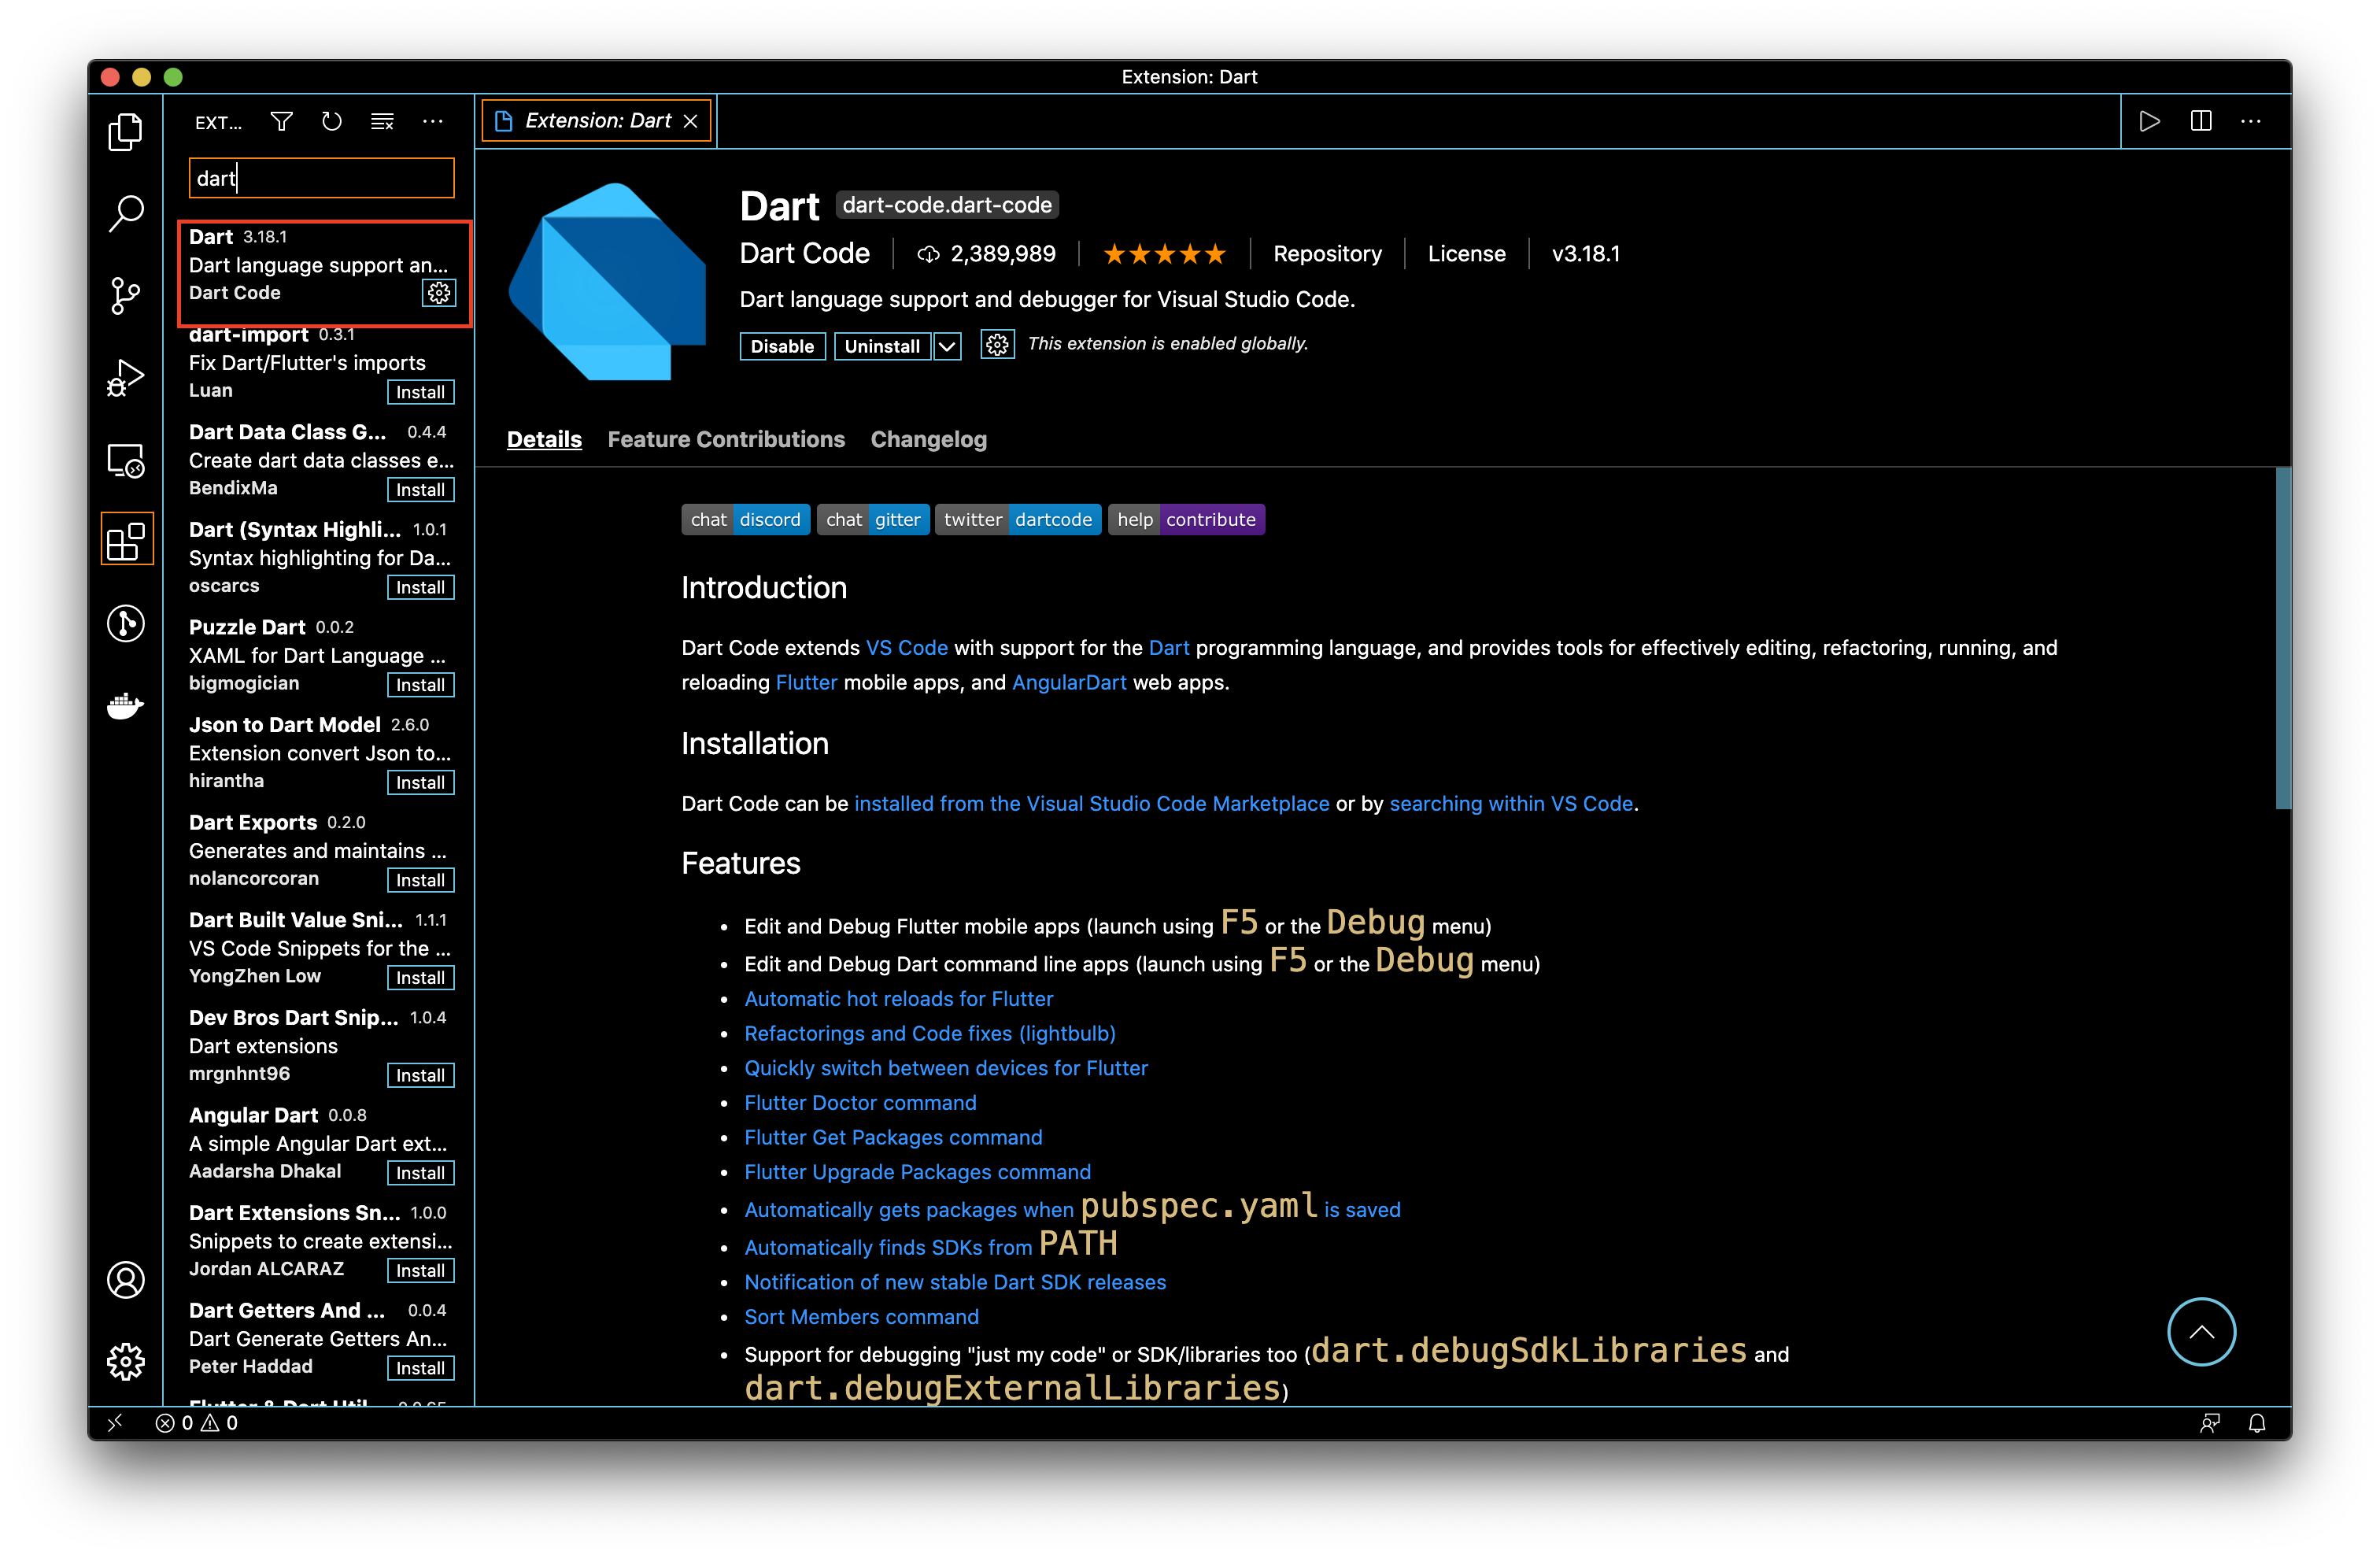 Extension: Dart
EXT...
dart
Dart 3.18.1
Dart language support an...
Dart Code
dart-import 0.3.1
Fix Dart/Flutter's imports
Luan Install
Dart Data Class G... 0.4.4
Create dart data classes e...
BendixMa Install
Dart (Syntax Highli... 1.0.1
Syntax highlighting for Da...
oscarcs Install
Puzzle Dart 0.0.2
XAML for Dart Language ...
bigmogician Install
Json to Dart Model 2.6.0
Extension convert Json to...
hirantha Install
Dart Exports 0.2.0
Generates and maintains ...
nolancorcoran Install
Dart Built Value Sni... 1.1.1
VS Code Snippets for the ...
YongZhen Low Install
Dev Bros Dart Snip... 1.0.4
Dart extensions
mrgnhnt96 Install
Angular Dart 0.0.8
A simple Angular Dart ext...
Aadarsha Dhakal Install
Dart Extensions Sn... 1.0.0
Snippets to create extensi...
Jordan ALCARAZ Install
Dart Getters And ... 0.0.4
Dart Generate Getters An...
Peter Haddad Install
Flutter & Dart Util...
Extension: Dart
Dart dart-code.dart-code
Dart Code 2,389,989 ★★★★★ Repository License v3.18.1
Dart language support and debugger for Visual Studio Code.
Disable Uninstall This extension is enabled globally.
Details Feature Contributions Changelog
chat discord chat gitter twitter dartcode help contribute
Introduction
Dart Code extends VS Code with support for the Dart programming language, and provides tools for effectively editing, refactoring, running, and
reloading Flutter mobile apps, and AngularDart web apps.
Installation
Dart Code can be installed from the Visual Studio Code Marketplace or by searching within VS Code.
Features
• Edit and Debug Flutter mobile apps (launch using F5 or the Debug menu)
• Edit and Debug Dart command line apps (launch using F5 or the Debug menu)
• Automatic hot reloads for Flutter
• Refactorings and Code fixes (lightbulb)
• Quickly switch between devices for Flutter
• Flutter Doctor command
• Flutter Get Packages command
• Flutter Upgrade Packages command
• Automatically gets packages when pubspec.yaml is saved
• Automatically finds SDKs from PATH
• Notification of new stable Dart SDK releases
• Sort Members command
• Support for debugging "just my code" or SDK/libraries too (dart.debugSdkLibraries and
dart.debugExternalLibraries)
0 0